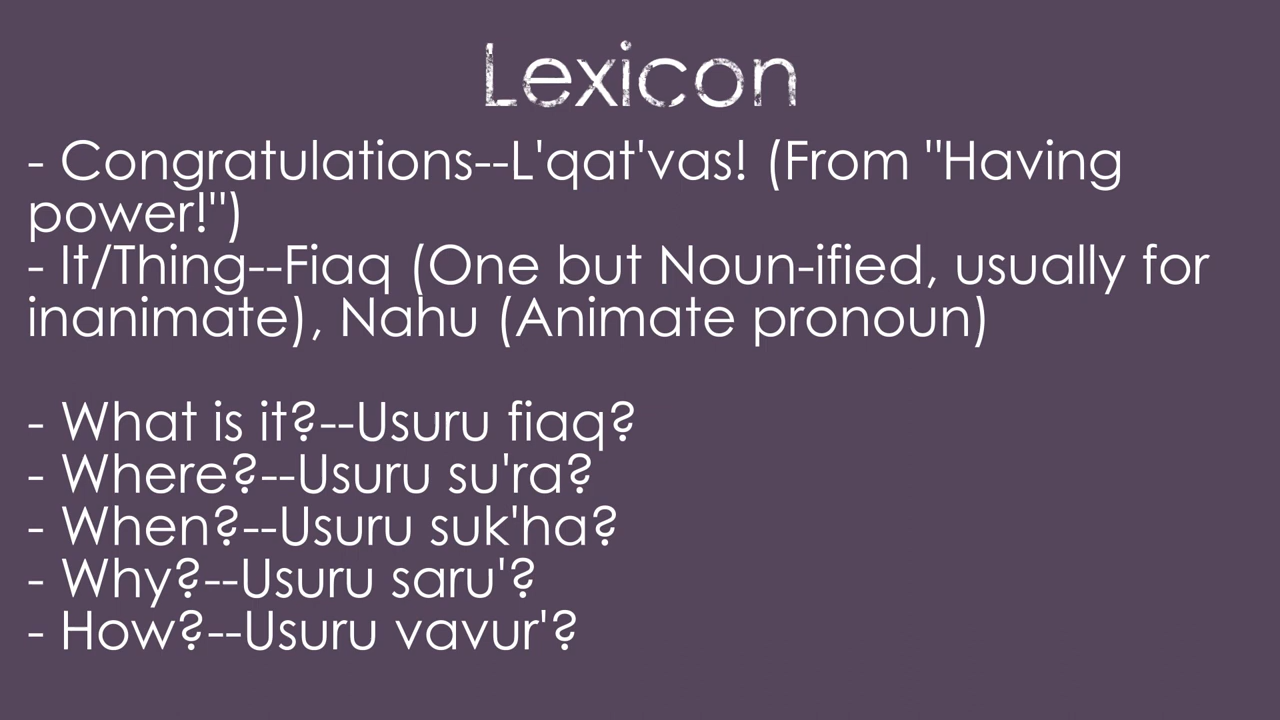 Lexicon
- Congratulations--L'qat'vas! (From "Having
power!")
- It/Thing--Fiaq (One but Noun-ified, usually for
inanimate), Nahu (Animate pronoun)
- What is it?--Usuru fiaq?
- Where?--Usuru su'ra?
- When?--Usuru suk'ha?
- Why?--Usuru saru'?
- How?--Usuru vavur'?